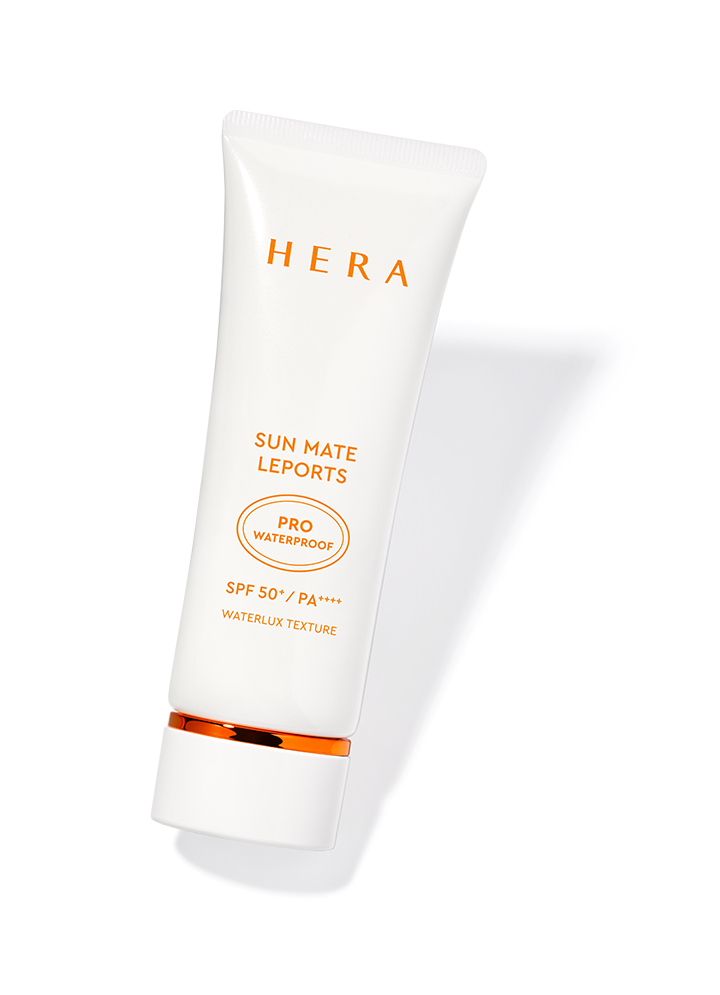 HERA
SUN MATE
LEPORTS
PRO
WATERPROOF
SPF 50⁺/PA⁺⁺⁺⁺
WATERLUX TEXTURE